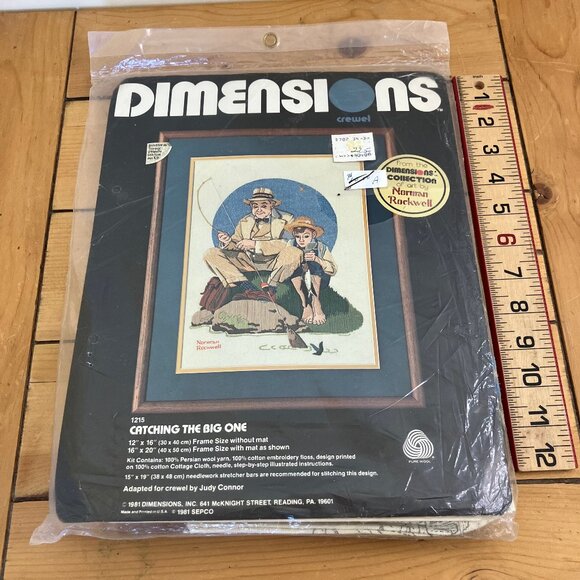 DIMENSIONS
crewel
From the
DIMENSIONS
COLLECTION
of art by
Norman
Rockwell
Norman
Rockwell
1215
CATCHING THE BIG ONE
12" x 16" (30 x 40 cm) Frame Size without mat
16" x 20" (40 x 50 cm) Frame Size with mat as shown
Kit Contains: 100% Persian wool yarn, 100% cotton embroidery floss, design printed
on 100% cotton Cottage Cloth, needle, step-by-step illustrated instructions.
15" x 19" (38 x 48 cm) needlework stretcher bars are recommended for stitching this design.
Adapted for crewel by Judy Connor
PURE WOOL
© 1981 DIMENSIONS, INC. 641 McKNIGHT STREET, READING, PA. 19601
Made and Printed in U.S.A. © 1981 SEPCO
1
2
3
4
5
6
7
8
9
10
11
12